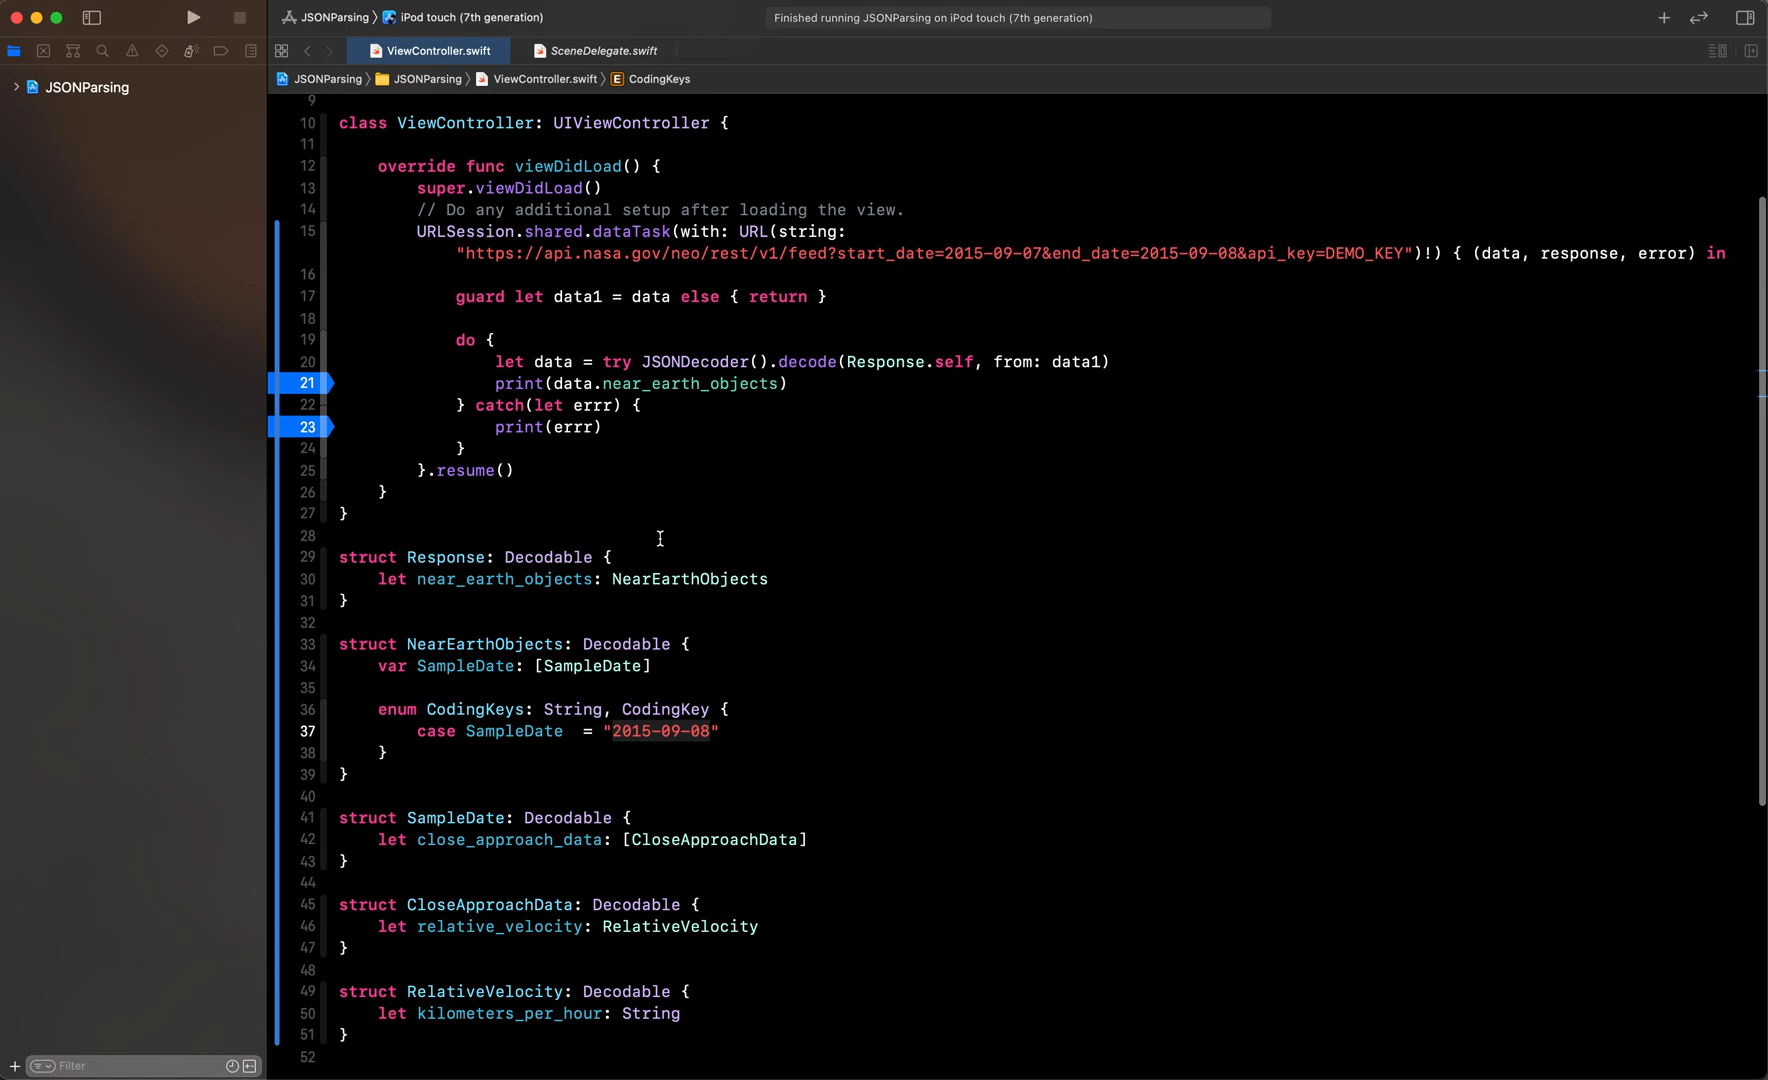 JSONParsing
iPod touch (7th generation)
Finished running JSONParsing on iPod touch (7th generation)
ViewController.swift
SceneDelegate.swift
JSONParsing
JSONParsing
JSONParsing
ViewController.swift
E
CodingKeys
9
10 class ViewController: UIViewController {
11
12 override func viewDidLoad() {
13 super.viewDidLoad()
14 // Do any additional setup after loading the view.
15 URLSession.shared.dataTask(with: URL(string:
"https://api.nasa.gov/neo/rest/v1/feed?start_date=2015-09-07&end_date=2015-09-08&api_key=DEMO_KEY")!) { (data, response, error) in
16
17 guard let data1 = data else { return }
18
19 do {
20 let data = try JSONDecoder().decode(Response.self, from: data1)
21 print(data.near_earth_objects)
22 } catch(let errr) {
23 print(errr)
24 }
25 }.resume()
26 }
27 }
28
29 struct Response: Decodable {
30 let near_earth_objects: NearEarthObjects
31 }
32
33 struct NearEarthObjects: Decodable {
34 var SampleDate: [SampleDate]
35
36 enum CodingKeys: String, CodingKey {
37 case SampleDate  = "2015-09-08"
38 }
39 }
40
41 struct SampleDate: Decodable {
42 let close_approach_data: [CloseApproachData]
43 }
44
45 struct CloseApproachData: Decodable {
46 let relative_velocity: RelativeVelocity
47 }
48
49 struct RelativeVelocity: Decodable {
50 let kilometers_per_hour: String
51 }
52
Filter